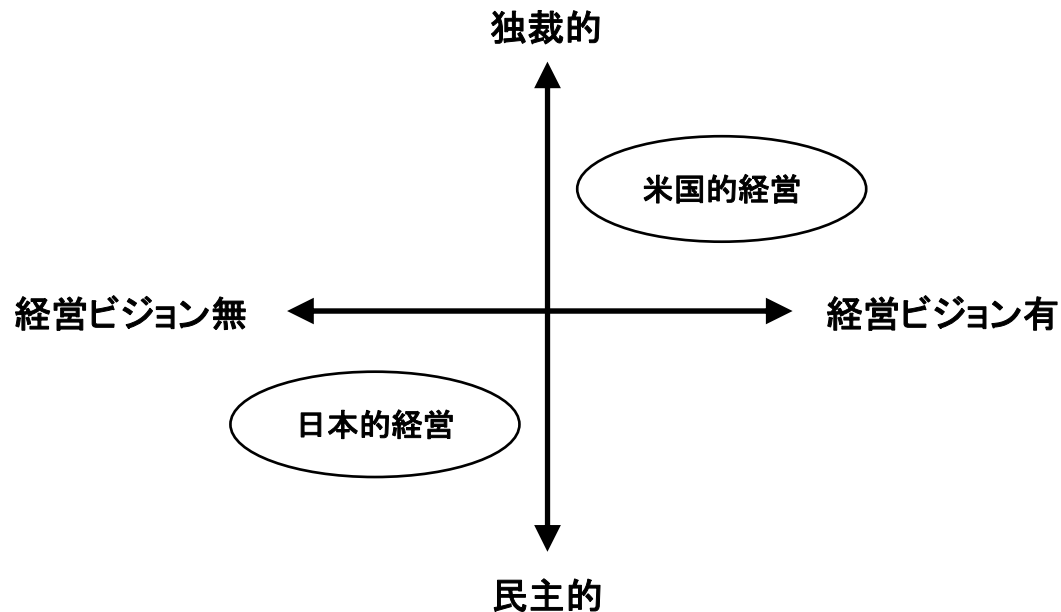 独裁的
米国的経営
経営ビジョン無
経営ビジョン有
日本的経営
民主的